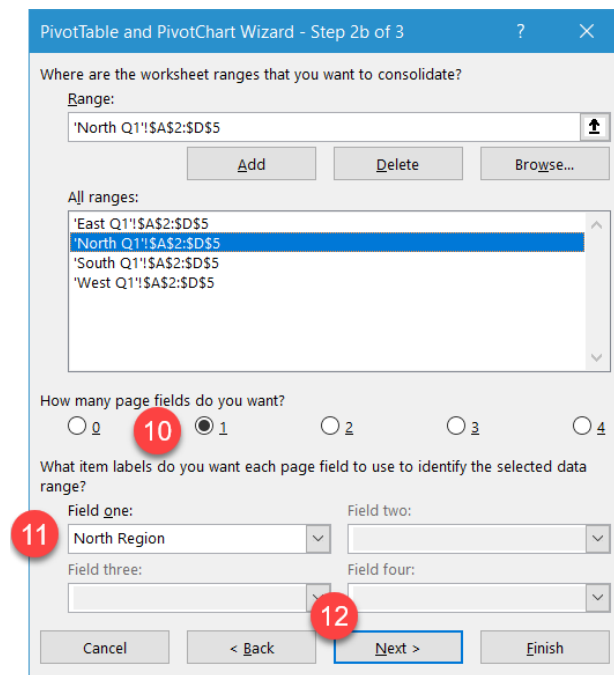 PivotTable and PivotChart Wizard - Step 2b of 3 ?
Where are the worksheet ranges that you want to consolidate?
Range:
'North Q1'!$A$2:$D$5
Add Delete Browse...
All ranges:
'East Q1'!$A$2:$D$5
'North Q1'!$A$2:$D$5
'South Q1'!$A$2:$D$5
'West Q1'!$A$2:$D$5
How many page fields do you want?
0 10 1 2 3 4
What item labels do you want each page field to use to identify the selected data
range?
11 Field one: Field two:
North Region
Field three: Field four:
12
Cancel < Back Next > Finish